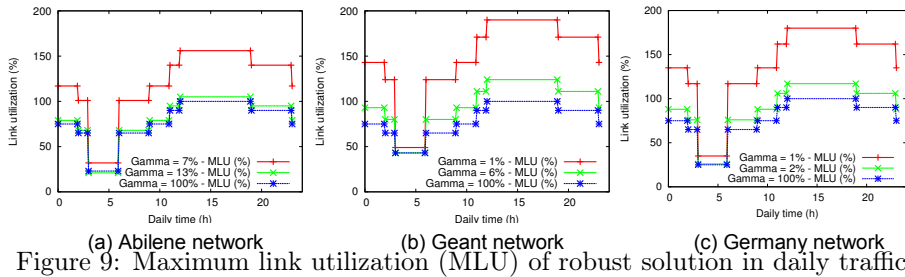 200
150
100
50
0
Link utilization (%)
Gamma = 7% - MLU (%)
Gamma = 13% - MLU (%)
Gamma = 100% - MLU (%)
0 5 10 15 20
Daily time (h)
(a) Abilene network
200
150
100
50
0
Link utilization (%)
Gamma = 1% - MLU (%)
Gamma = 6% - MLU (%)
Gamma = 100% - MLU (%)
0 5 10 15 20
Daily time (h)
(b) Geant network
200
150
100
50
0
Link utilization (%)
Gamma = 1% - MLU (%)
Gamma = 2% - MLU (%)
Gamma = 100% - MLU (%)
0 5 10 15 20
Daily time (h)
(c) Germany network
Figure 9: Maximum link utilization (MLU) of robust solution in daily traffic